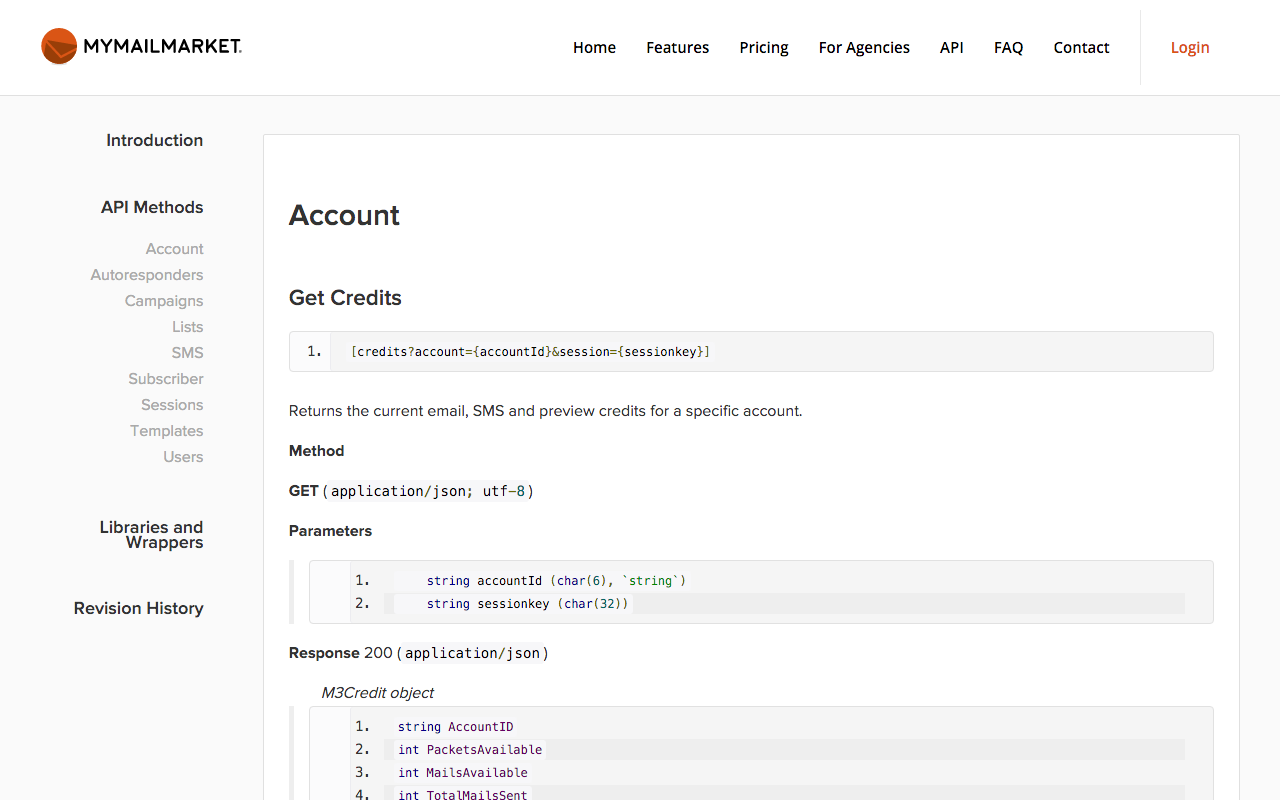 MYMAILMARKET.
Home Features Pricing For Agencies API FAQ Contact Login
Introduction
API Methods
Account
Autoresponders
Campaigns
Lists
SMS
Subscriber
Sessions
Templates
Users
Libraries and
Wrappers
Revision History
Account
Get Credits
1. [credits?account={accountId}&session={sessionkey}]
Returns the current email, SMS and preview credits for a specific account.
Method
GET (application/json; utf-8)
Parameters
1. string accountId (char(6), `string`)
2. string sessionkey (char(32))
Response 200 (application/json)
M3Credit object
1. string AccountID
2. int PacketsAvailable
3. int MailsAvailable
4. int TotalMailsSent